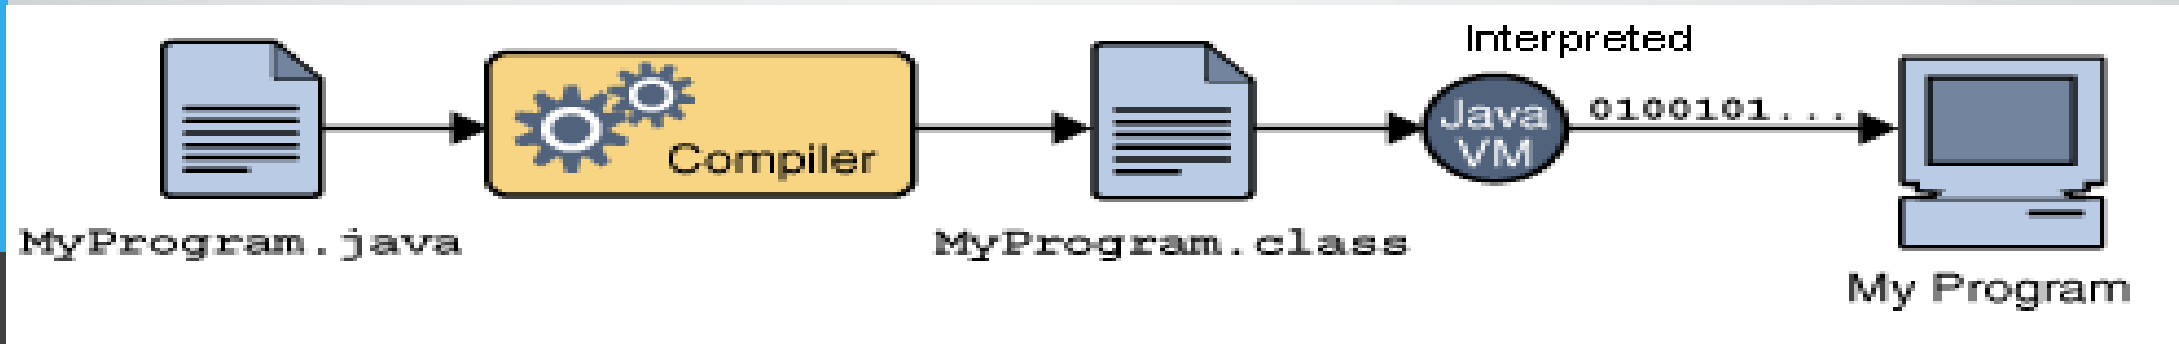 MyProgram.java
Compiler
MyProgram.class
Interpreted
Java
VM
0100101...
My Program